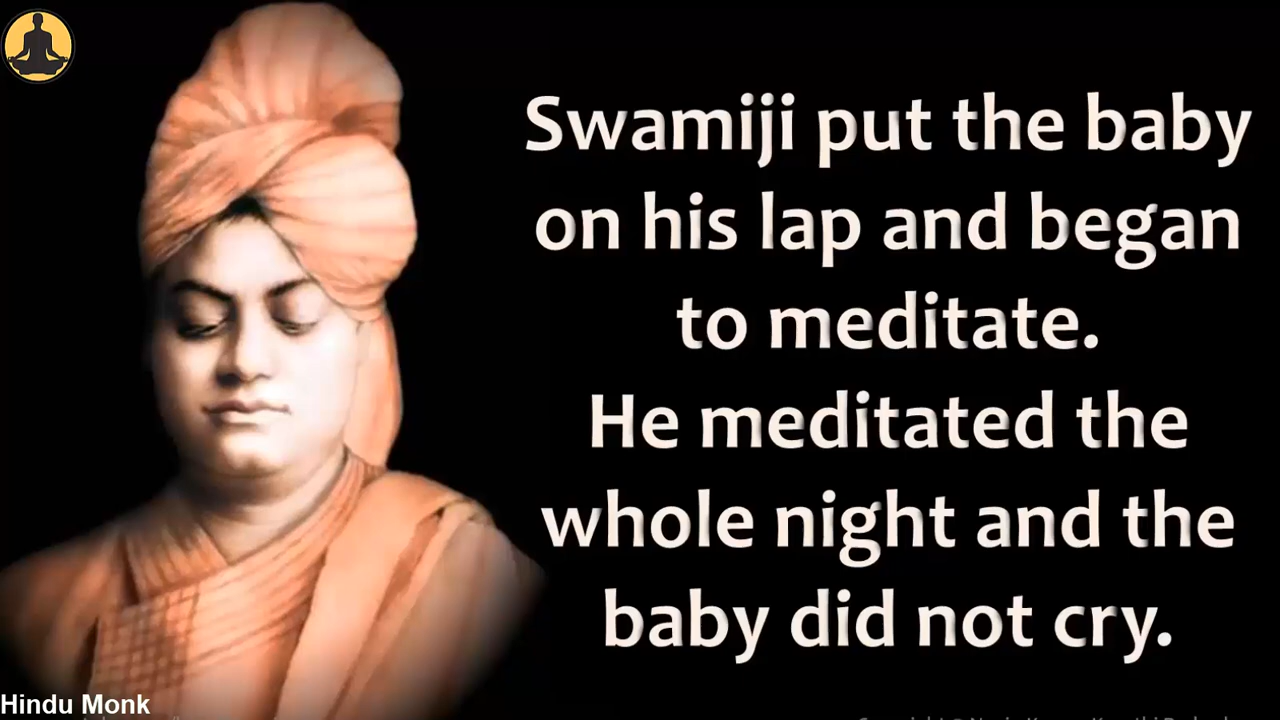 Swamiji put the baby
on his lap and began
to meditate.
He meditated the
whole night and the
baby did not cry.
Hindu Monk